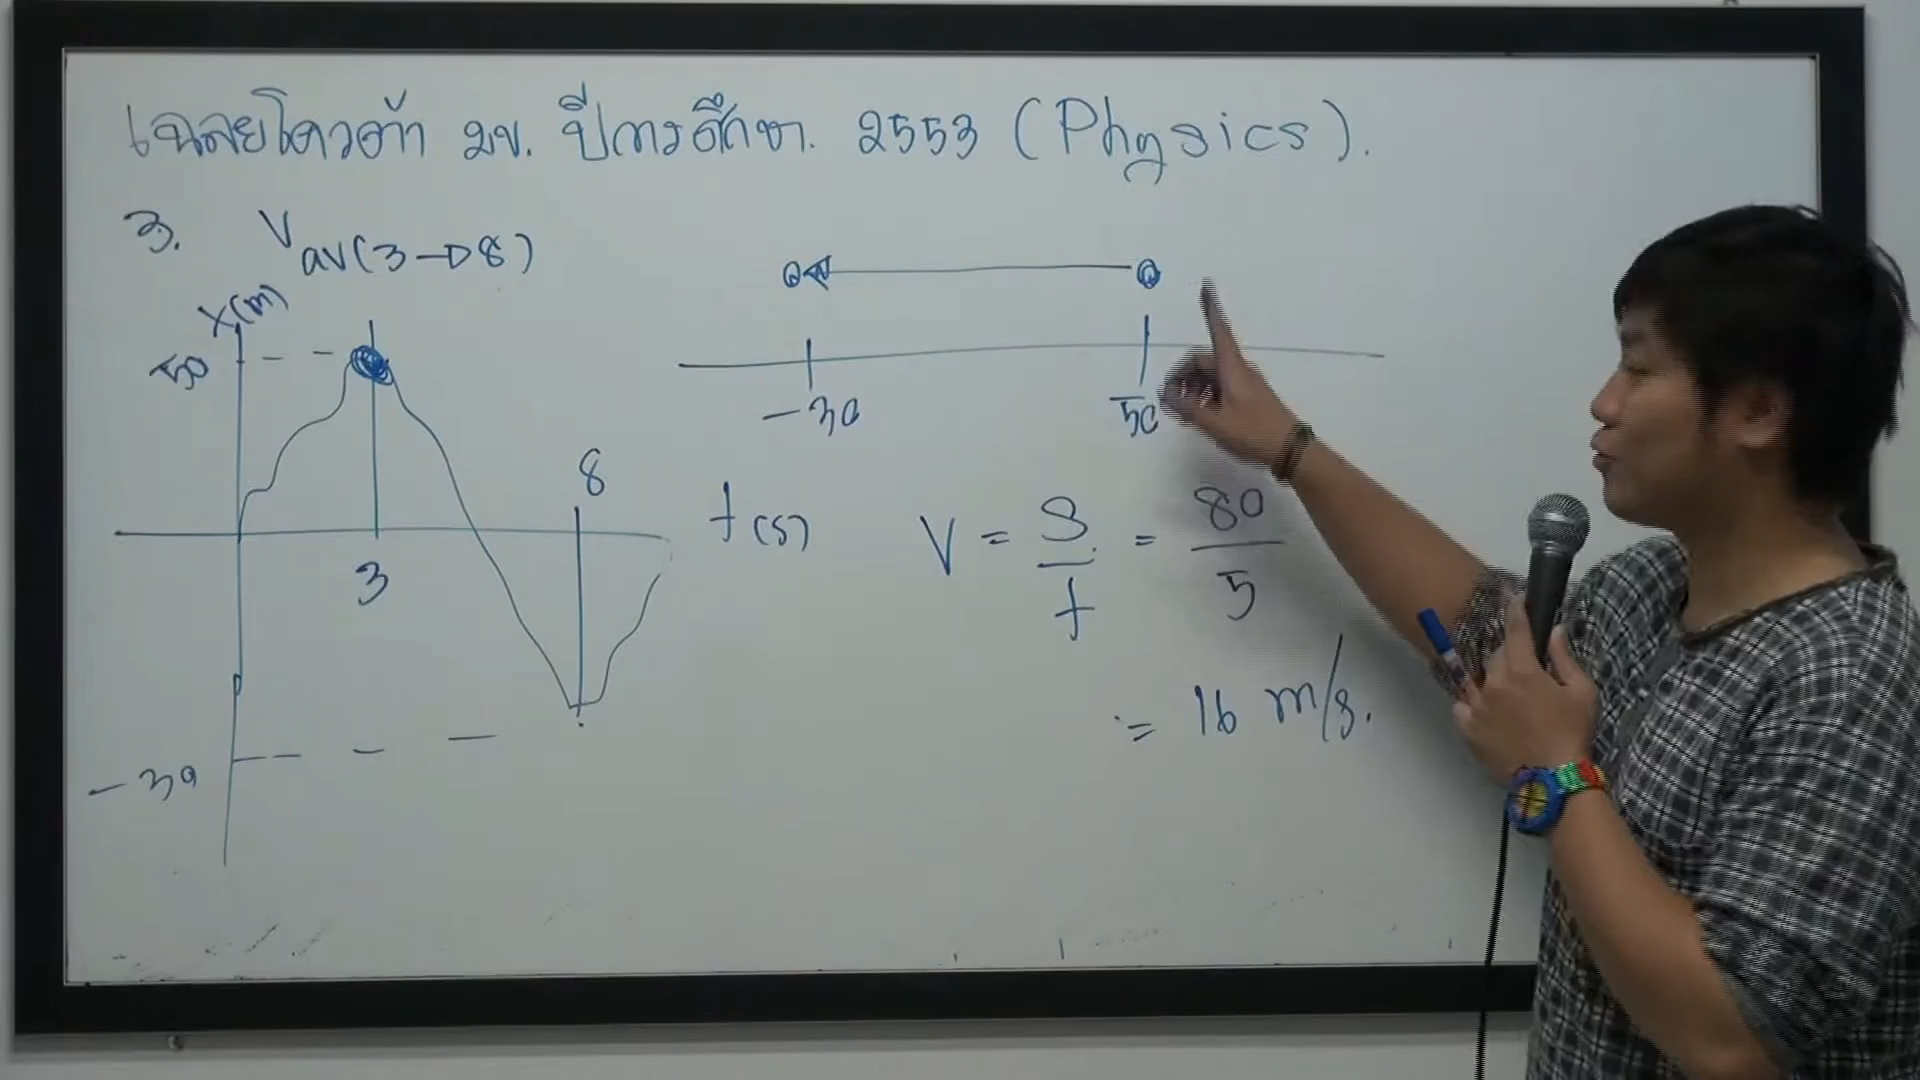 เฉลยโควต้า มข. ปีการศึกษา. 2553 (Physics).
3. V av(3→8)
x(m)
50
3
8
t(s)
-30
-30
50
V = S/t = 80/5
= 16 m/s.